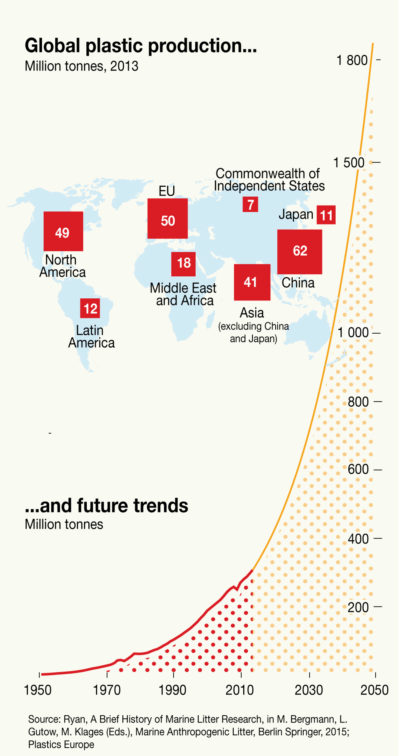 Global plastic production...
Million tonnes, 2013
1 800
1 500
Commonwealth of
Independent States
7
EU
50
Japan 11
49
North
America
62
China
18
Middle East
and Africa
41
Asia
(excluding China
and Japan)
12
Latin
America
1 000
800
600
...and future trends
Million tonnes
400
200
1950 1970 1990 2010 2030 2050
Source: Ryan, A Brief History of Marine Litter Research, in M. Bergmann, L.
Gutow, M. Klages (Eds.), Marine Anthropogenic Litter, Berlin Springer, 2015;
Plastics Europe